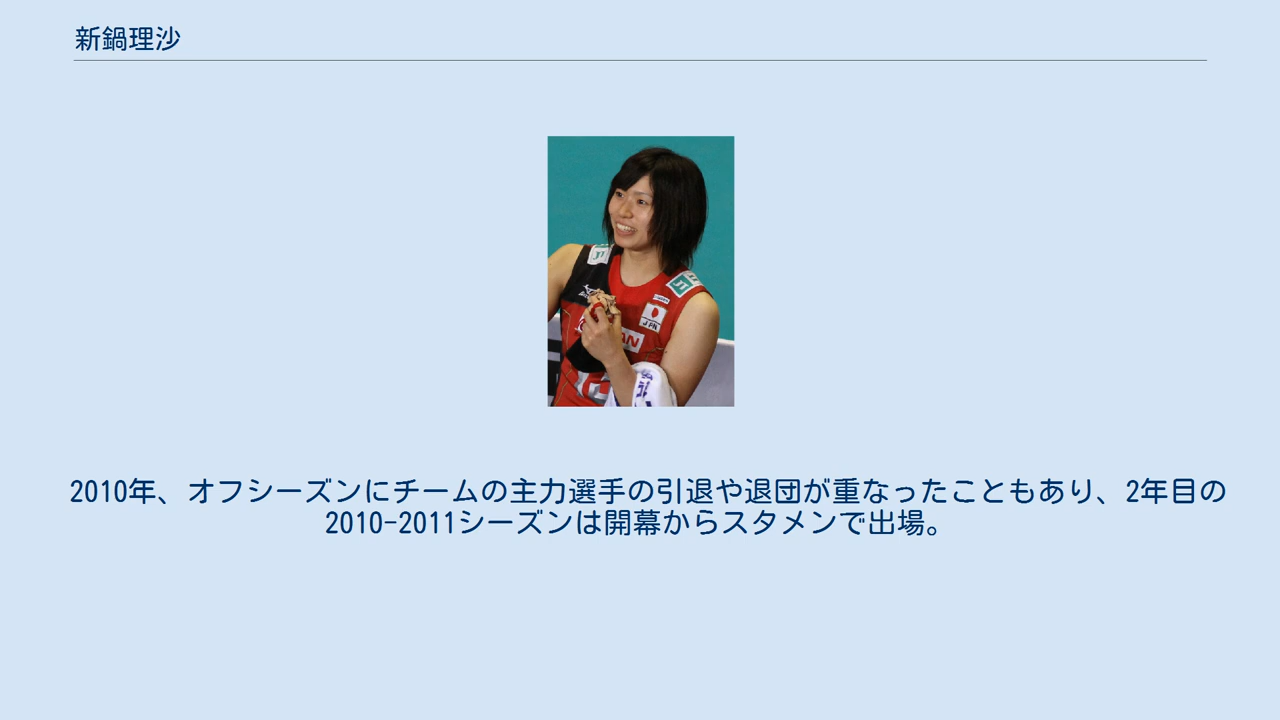 新鍋理沙
JPN
2010年、オフシーズンにチームの主力選手の引退や退団が重なったこともあり、2年目の
2010-2011シーズンは開幕からスタメンで出場。